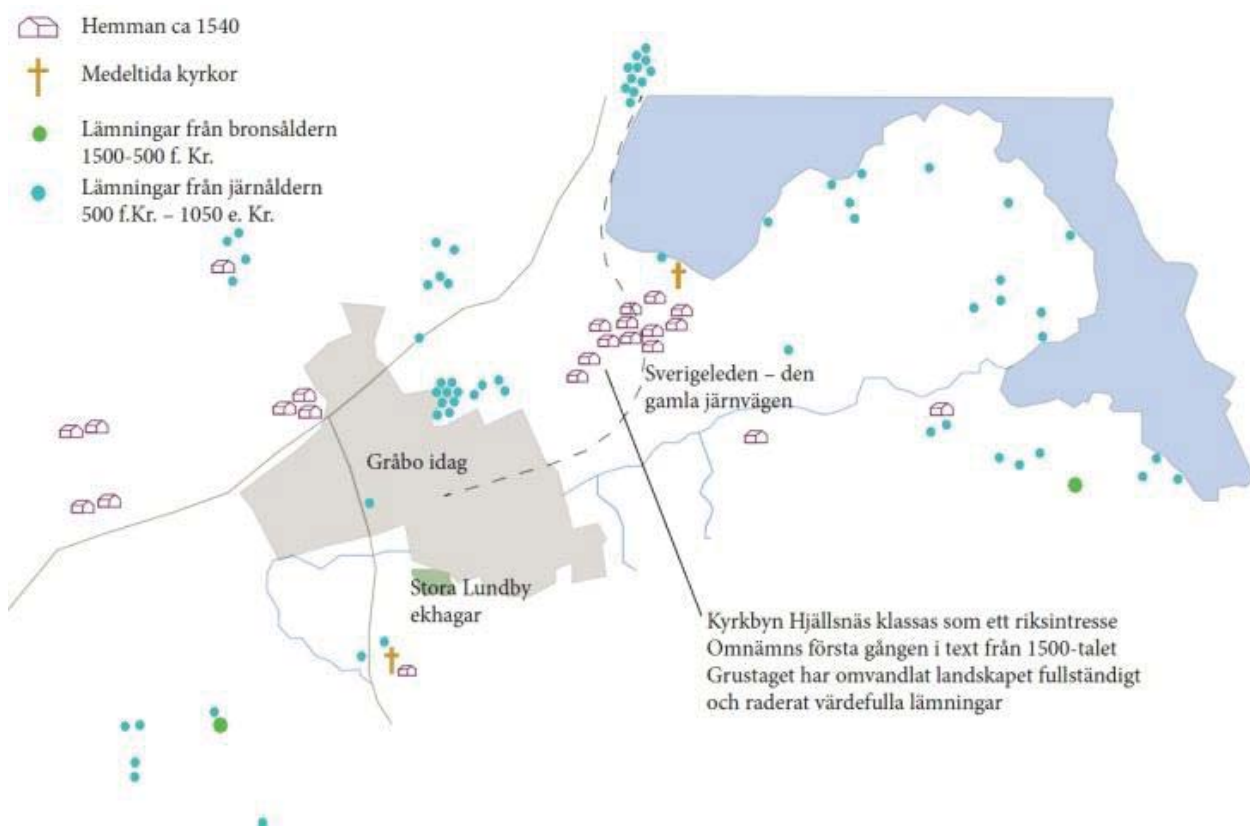 Hemman ca 1540
Medeltida kyrkor
Lämningar från bronsåldern
1500-500 f. Kr.
Lämningar från järnåldern
500 f.Kr. – 1050 e. Kr.
Sverigeleden – den
gamla järnvägen
Gråbo idag
Stora Lundby
ekhagar
Kyrkbyn Hjällsnäs klassas som ett riksintresse
Omnämns första gången i text från 1500-talet
Grustaget har omvandlat landskapet fullständigt
och raderat värdefulla lämningar